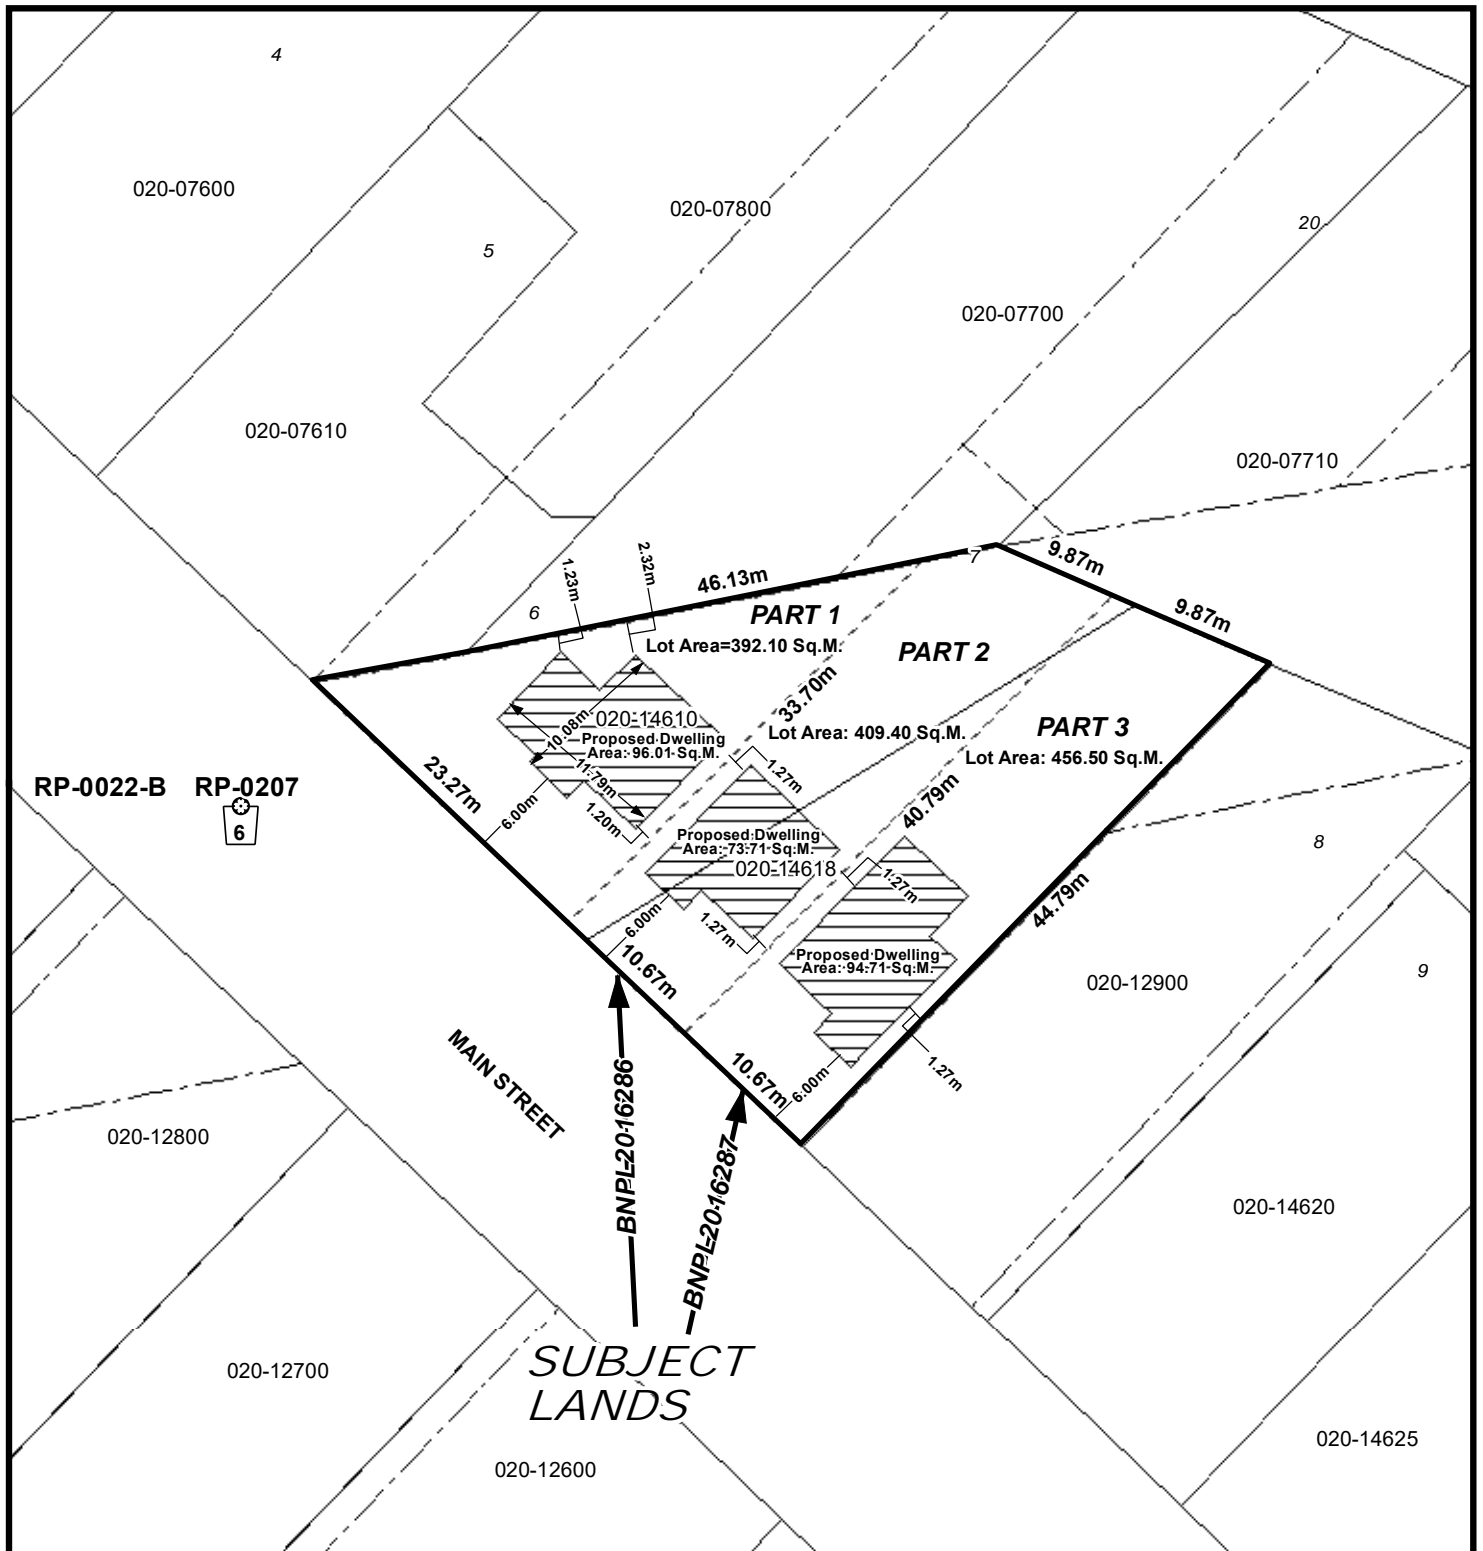 4
020-07600
020-07800
20
5
020-07700
020-07610
020-07710
7
9.87m
1.23m
2.32m
46.13m
6
9.87m
PART 1
Lot Area=392.10 Sq.M.
PART 2
33.70m
Lot Area: 409.40 Sq.M.
PART 3
Lot Area: 456.50 Sq.M.
020-14610
10.08m
Proposed Dwelling
Area: 96.01 Sq.M.
11.79m
1.27m
RP-0022-B
RP-0207
6
23.27m
6.00m
1.20m
40.79m
Proposed Dwelling
Area: 73.71 Sq.M.
020-14618
8
1.27m
44.79m
6.00m
1.27m
10.67m
Proposed Dwelling
Area: 94.71 Sq.M.
020-12900
9
MAIN STREET
10.67m
6.00m
1.27m
020-12800
BNPL2016286
BNPL2016287
020-14620
SUBJECT
LANDS
020-12700
020-14625
020-12600